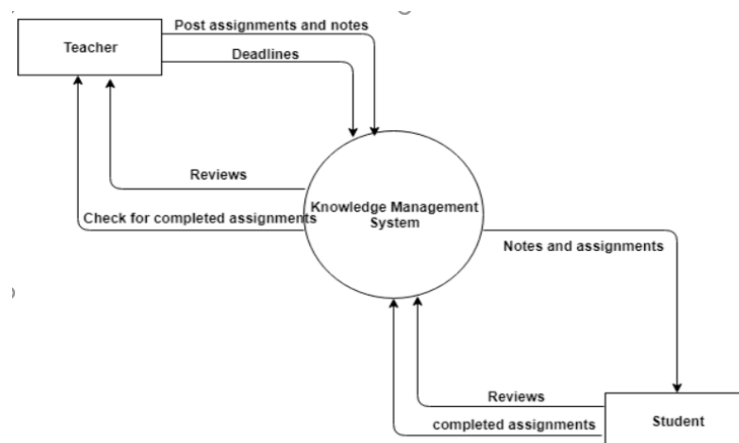 Post assignments and notes
Teacher
Deadlines
Reviews
Check for completed assignments
Knowledge Management
System
Notes and assignments
Reviews
completed assignments
Student